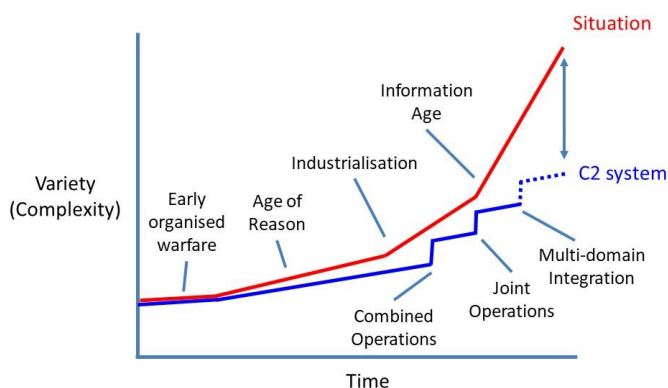 Situation
Information
Age
Industrialisation
Variety
(Complexity)
Early
organised
warfare
Age of
Reason
C2 system
Multi-domain
Integration
Joint
Operations
Combined
Operations
Time